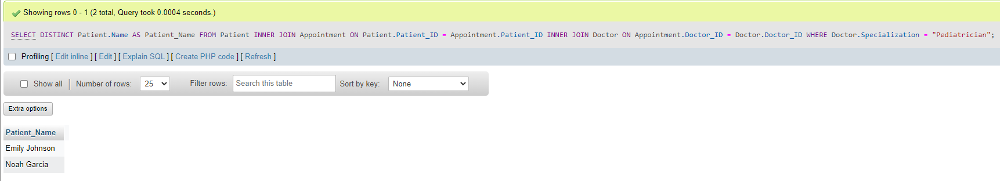 Showing rows 0 - 1 (2 total, Query took 0.0004 seconds.)
SELECT DISTINCT Patient.Name AS Patient_Name FROM Patient INNER JOIN Appointment ON Patient.Patient_ID = Appointment.Patient_ID INNER JOIN Doctor ON Appointment.Doctor_ID = Doctor.Doctor_ID WHERE Doctor.Specialization = "Pediatrician";
Profiling [ Edit inline ] [ Edit ] [ Explain SQL ] [ Create PHP code ] [ Refresh ]
Show all Number of rows: 25 Filter rows: Search this table Sort by key: None
Extra options
Patient_Name
Emily Johnson
Noah Garcia